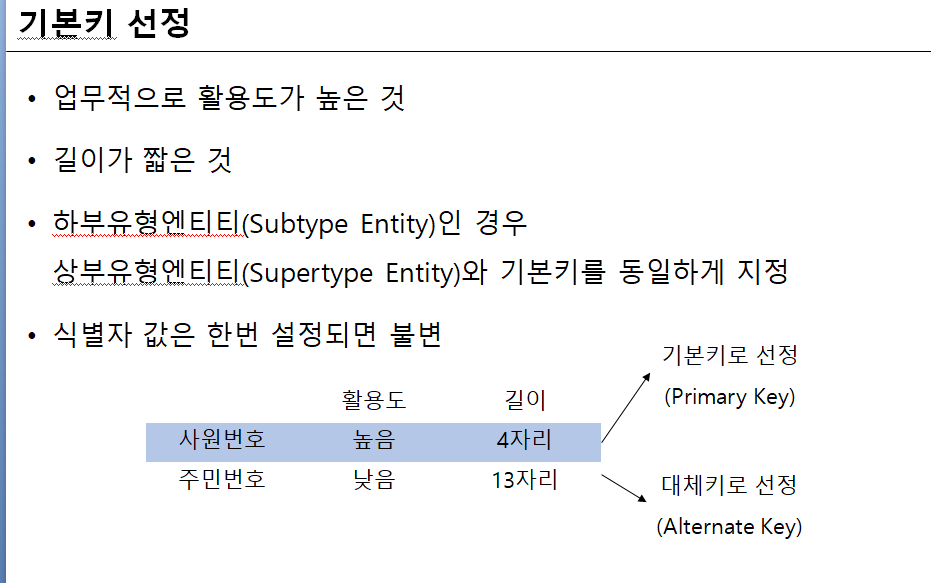 기본키 선정
• 업무적으로 활용도가 높은 것
• 길이가 짧은 것
• 하부유형엔티티(Subtype Entity)인 경우
상부유형엔티티(Supertype Entity)와 기본키를 동일하게 지정
• 식별자 값은 한번 설정되면 불변
기본키로 선정
(Primary Key)
활용도 길이
사원번호 높음 4자리
주민번호 낮음 13자리
대체키로 선정
(Alternate Key)